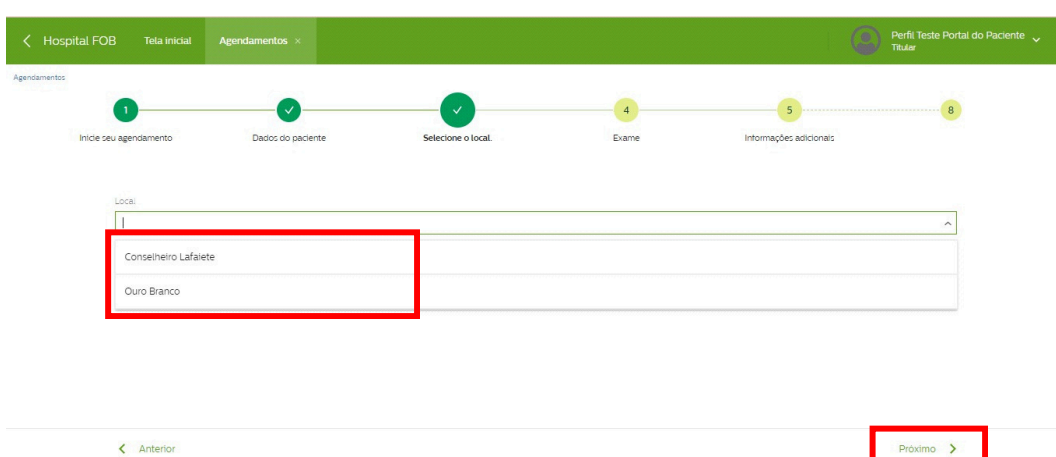 Hospital FOB Tela Inicial Agendamentos × Perfil Teste Portal do Paciente
Titular
Agendamentos
1 4 5 8
Inicie seu agendamento Dados do paciente Selecione o local. Exame Informações adicionais
Local
Conselheiro Lafaiete
Ouro Branco
Anterior Próximo